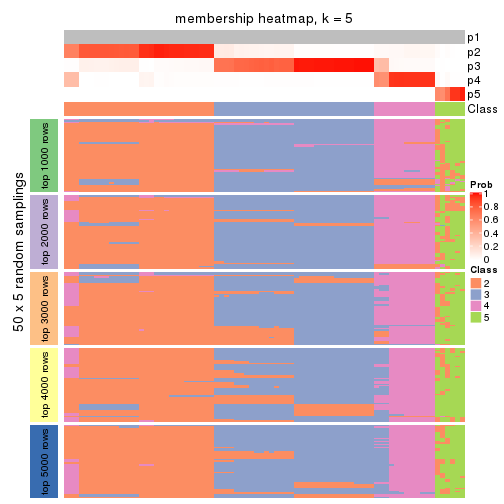 membership heatmap, k = 5
p1
p2
p3
p4
p5
Class
50 x 5 random samplings
top 1000 rows
top 2000 rows
top 3000 rows
top 4000 rows
top 5000 rows
Prob
1
0.8
0.6
0.4
0.2
0
Class
2
3
4
5